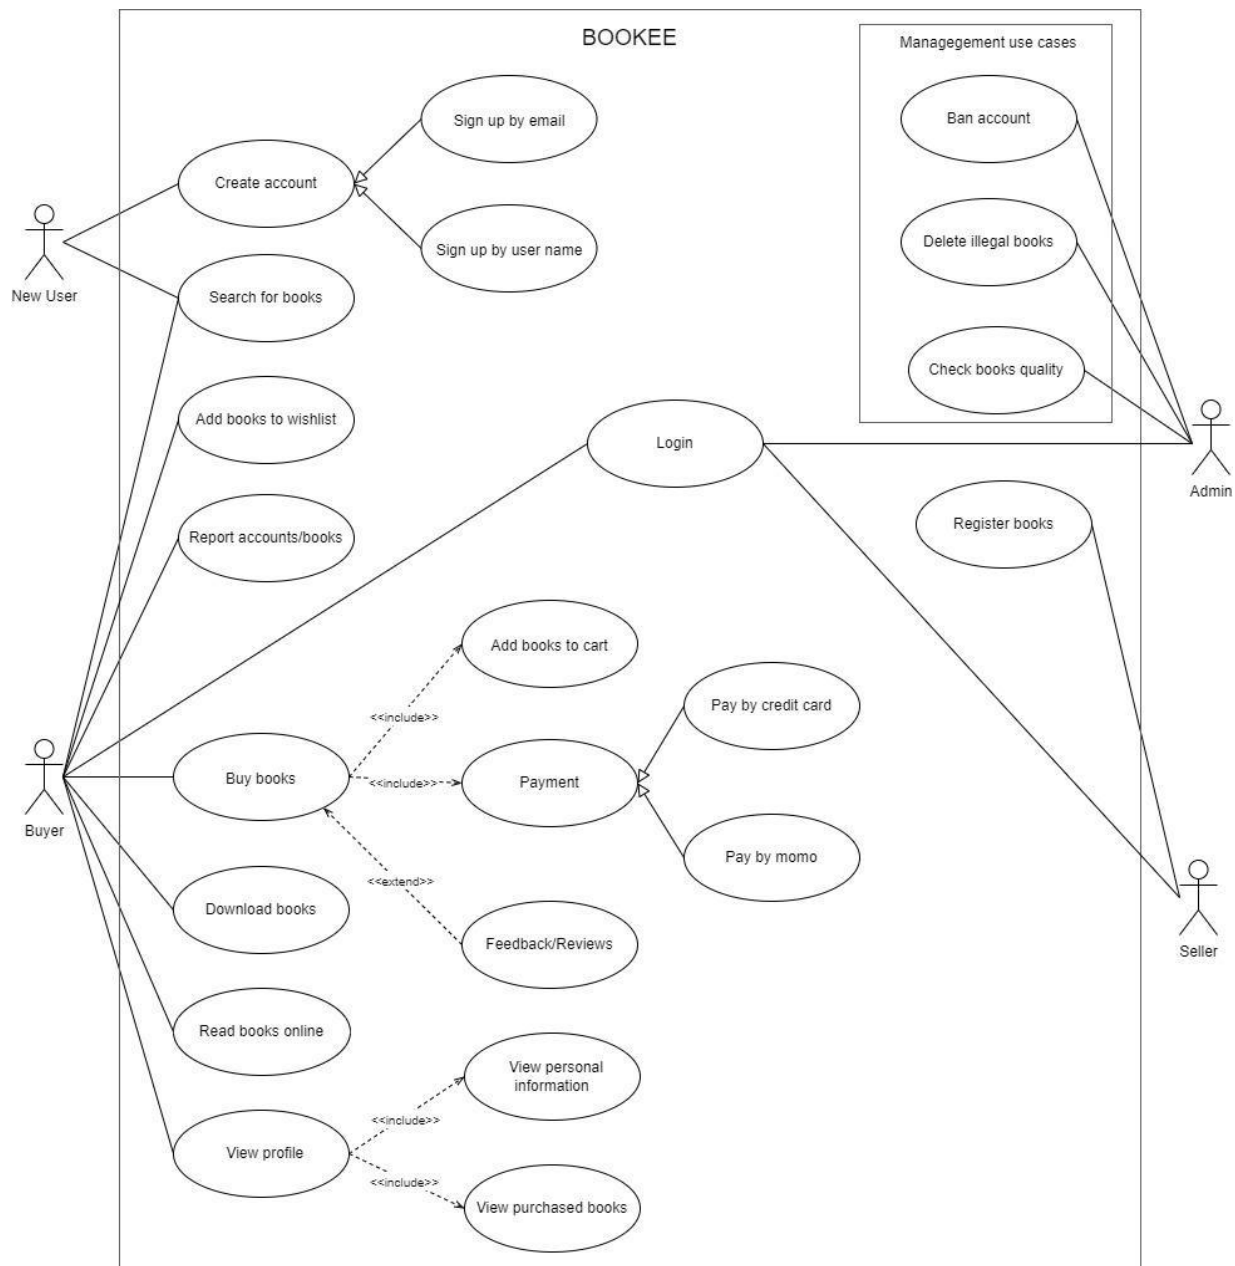 BOOKEE
Managegement use cases
Sign up by email
Ban account
Create account
Sign up by user name
Delete illegal books
New User
Search for books
Check books quality
Add books to wishlist
Login
Admin
Report accounts/books
Register books
Add books to cart
Pay by credit card
<<include>>
Buy books
<<include>>
Payment
Buyer
Pay by momo
<<extend>>
Download books
Feedback/Reviews
Seller
Read books online
View personal
information
<<include>>
View profile
<<include>>
View purchased books